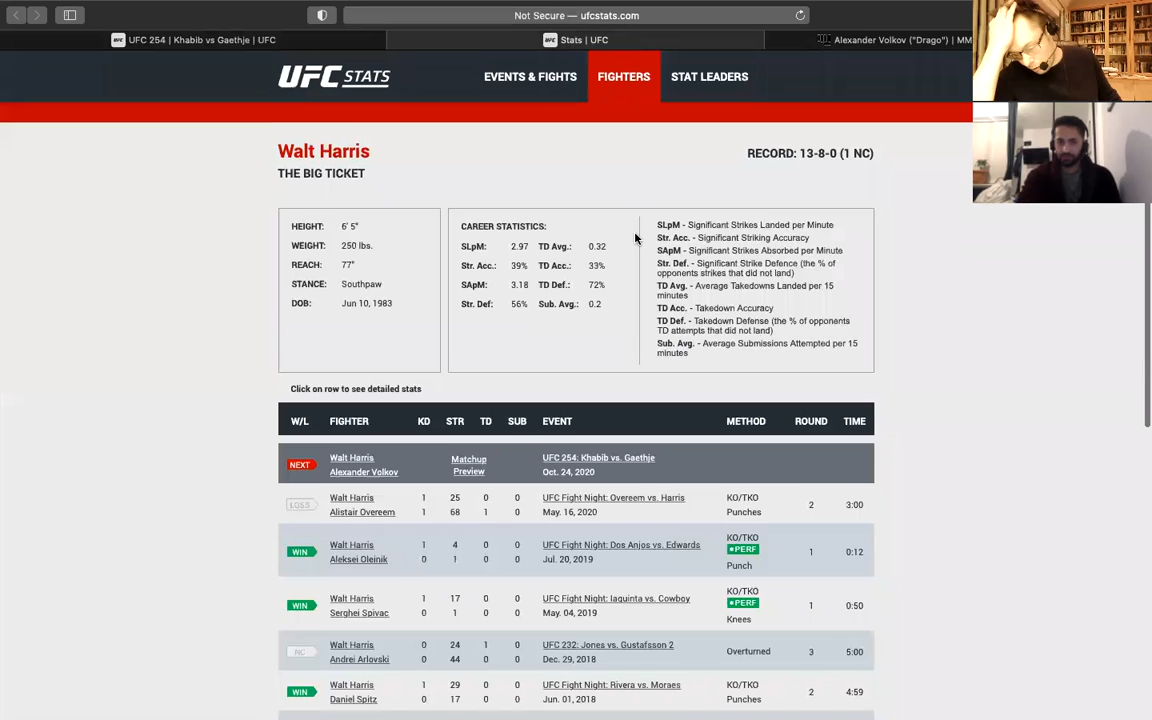 Not Secure — ufcstats.com
UFC 254 | Khabib vs Gaethje | UFC
Stats | UFC
Alexander Volkov ("Drago") | MM
UFC STATS
EVENTS & FIGHTS
FIGHTERS
STAT LEADERS
Walt Harris
RECORD: 13-8-0 (1 NC)
THE BIG TICKET
HEIGHT: 6' 5"
WEIGHT: 250 lbs.
REACH: 77"
STANCE: Southpaw
DOB: Jun 10, 1983
CAREER STATISTICS:
SLpM: 2.97 TD Avg.: 0.32
Str. Acc.: 39% TD Acc.: 33%
SApM: 3.18 TD Def.: 72%
Str. Def: 56% Sub. Avg.: 0.2
SLpM - Significant Strikes Landed per Minute
Str. Acc. - Significant Striking Accuracy
SApM - Significant Strikes Absorbed per Minute
Str. Def. - Significant Strike Defence (the % of
opponents strikes that did not land)
TD Avg. - Average Takedowns Landed per 15
minutes
TD Acc. - Takedown Accuracy
TD Def. - Takedown Defense (the % of opponents
TD attempts that did not land)
Sub. Avg. - Average Submissions Attempted per 15
minutes
Click on row to see detailed stats
W/L FIGHTER KD STR TD SUB EVENT METHOD ROUND TIME
NEXT
Walt Harris Matchup UFC 254: Khabib vs. Gaethje
Alexander Volkov Preview Oct. 24, 2020
LOSS
Walt Harris 1 25 0 0 UFC Fight Night: Overeem vs. Harris KO/TKO
Alistair Overeem 1 68 1 0 May. 16, 2020 Punches
2 3:00
WIN
Walt Harris 1 4 0 0 UFC Fight Night: Dos Anjos vs. Edwards KO/TKO
PERF
Aleksei Oleinik 0 1 0 0 Jul. 20, 2019 Punch
1 0:12
WIN
Walt Harris 1 17 0 0 UFC Fight Night: Iaquinta vs. Cowboy KO/TKO
PERF
Serghei Spivac 0 1 0 0 May. 04, 2019 Knees
1 0:50
NC
Walt Harris 0 24 1 0 UFC 232: Jones vs. Gustafsson 2
Andrei Arlovski 0 44 0 0 Dec. 29, 2018
Overturned 3 5:00
WIN
Walt Harris 1 29 0 0 UFC Fight Night: Rivera vs. Moraes KO/TKO
Daniel Spitz 0 17 0 0 Jun. 01, 2018 Punches
2 4:59